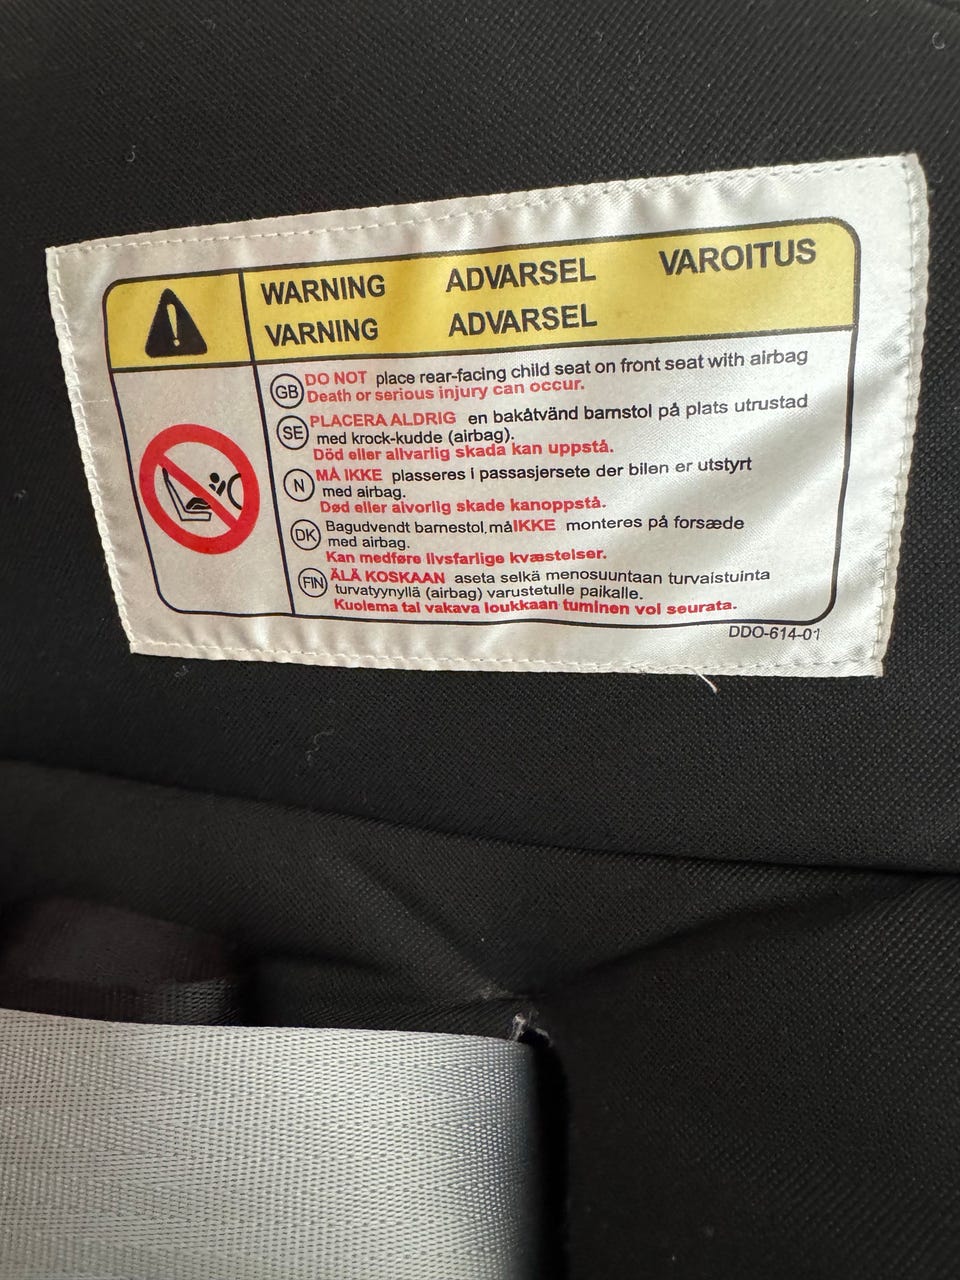 WARNING ADVARSEL VAROITUS
VARNING ADVARSEL
GB DO NOT place rear-facing child seat on front seat with airbag
Death or serious injury can occur.
SE PLACERA ALDRIG en bakåtvänd barnstol på plats utrustad
med krock-kudde (airbag).
Död eller allvarlig skada kan uppstå.
N MÅ IKKE plasseres i passasjersete der bilen er utstyrt
med airbag.
Død eller alvorlig skade kanoppstå.
DK Bagudvendt barnestol, må IKKE monteres på forsæde
med airbag.
Kan medføre livsfarlige kvæstelser.
FIN ÄLÄ KOSKAAN aseta selkä menosuuntaan turvaistuinta
turvatyynyllä (airbag) varustetulle paikalle.
Kuolema tai vakava loukkaan tuminen voi seurata.
DDO-614-01